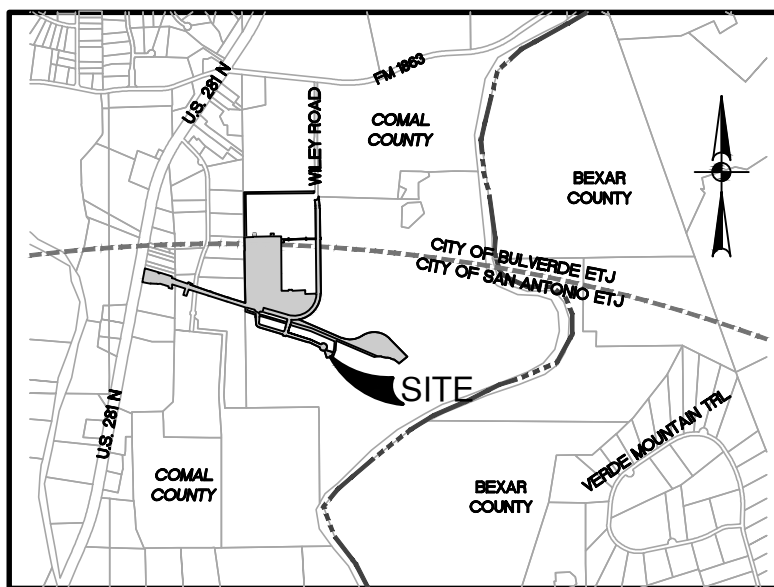 FM 1863
U.S. 281 N
WILEY ROAD
COMAL
COUNTY
BEXAR
COUNTY
CITY OF BULVERDE ETJ
CITY OF SAN ANTONIO ETJ
SITE
U.S. 281 N
VERDE MOUNTAIN TRL
COMAL
COUNTY
BEXAR
COUNTY